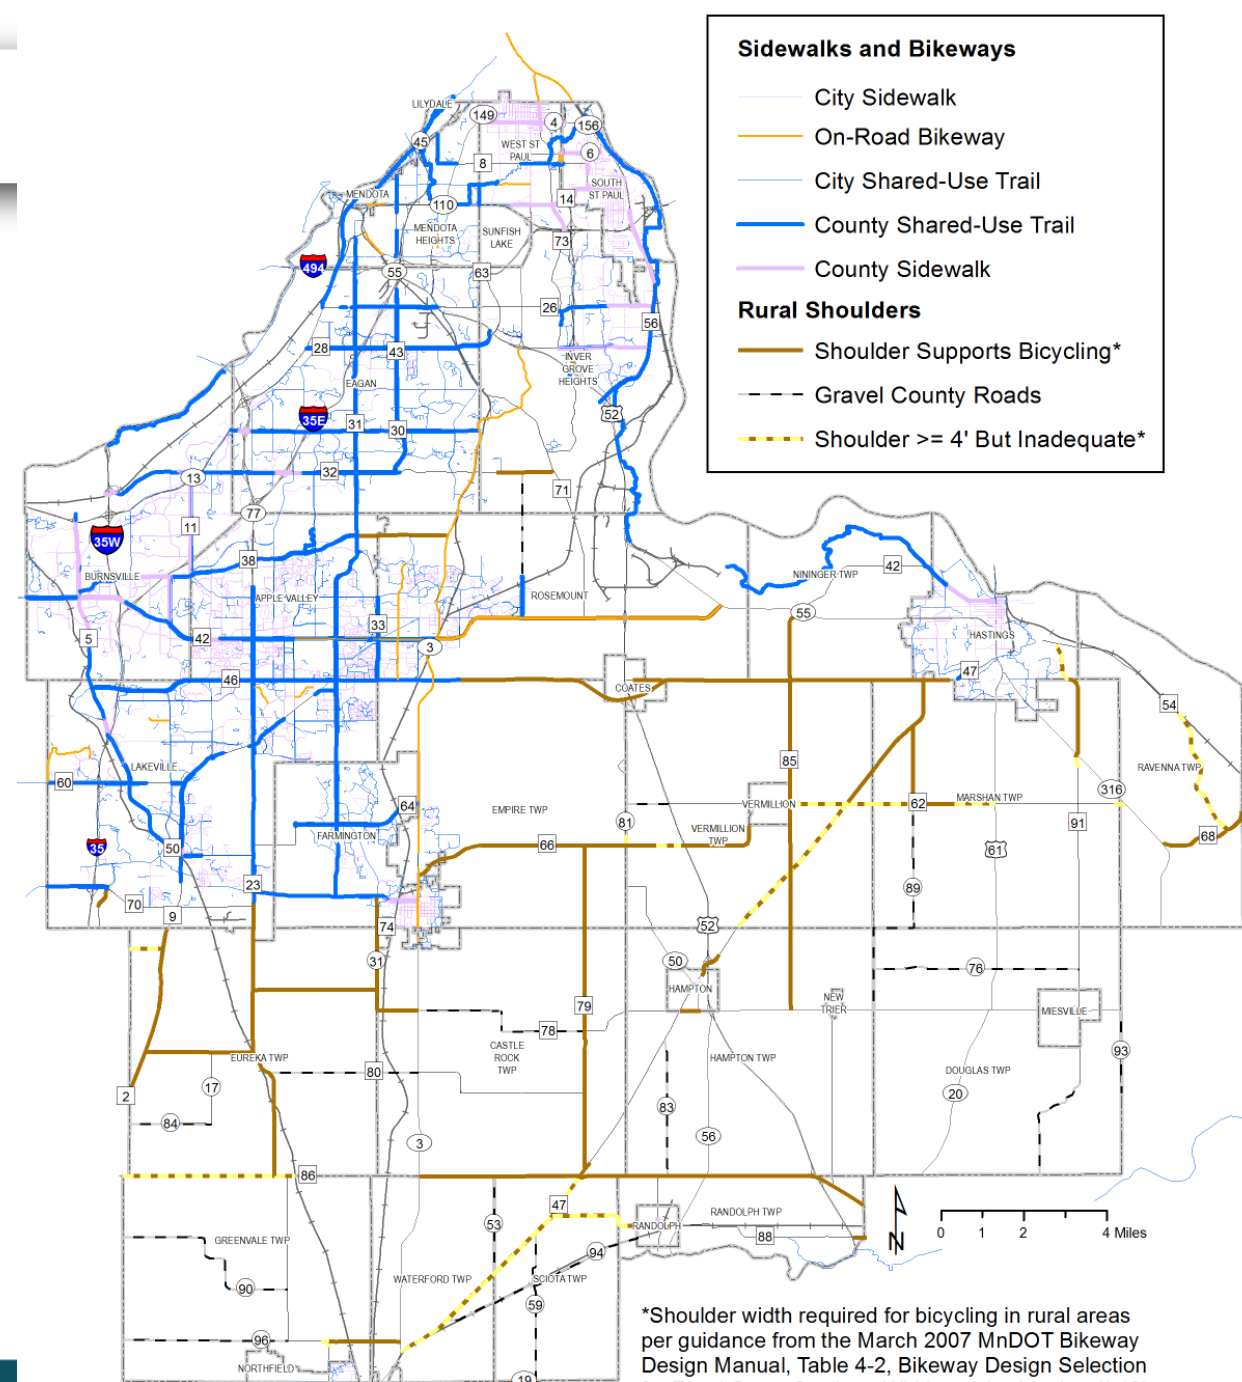 Sidewalks and Bikeways
City Sidewalk
On-Road Bikeway
City Shared-Use Trail
County Shared-Use Trail
County Sidewalk
Rural Shoulders
Shoulder Supports Bicycling*
Gravel County Roads
Shoulder >= 4' But Inadequate*
LILYDALE
149
4
156
45
WEST ST
PAUL
6
8
SOUTH
ST PAUL
MENDOTA
110
14
MENDOTA
HEIGHTS
SUNFISH
LAKE
73
494
55
63
26
56
28
43
INVER
GROVE
HEIGHTS
EAGAN
35E
31
30
52
32
13
71
77
11
35W
38
BURNSVILLE
NININGER TWP
42
APPLE VALLEY
ROSEMOUNT
55
5
42
33
3
HASTINGS
46
47
COATES
54
60
LAKEVILLE
85
RAVENNA TWP
64
EMPIRE TWP
VERMILLION
62
MARSHAN TWP
316
81
91
FARMINGTON
VERMILLION
TWP
68
35
50
66
61
23
89
70
9
74
52
31
50
76
HAMPTON
79
NEW
TRIER
MIESVILLE
78
CASTLE
ROCK
TWP
93
EUREKA TWP
HAMPTON TWP
80
DOUGLAS TWP
17
2
20
83
84
3
56
86
47
53
RANDOLPH TWP
RANDOLPH
88
GREENVALE TWP
94
WATERFORD TWP
SCIOTA TWP
90
59
96
NORTHFIELD
19
N
0 1 2 4 Miles
*Shoulder width required for bicycling in rural areas
per guidance from the March 2007 MnDOT Bikeway
Design Manual, Table 4-2, Bikeway Design Selection